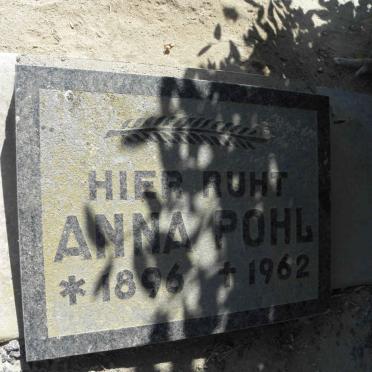 HIER RUHT
ANNA POHL
* 1896 † 1962